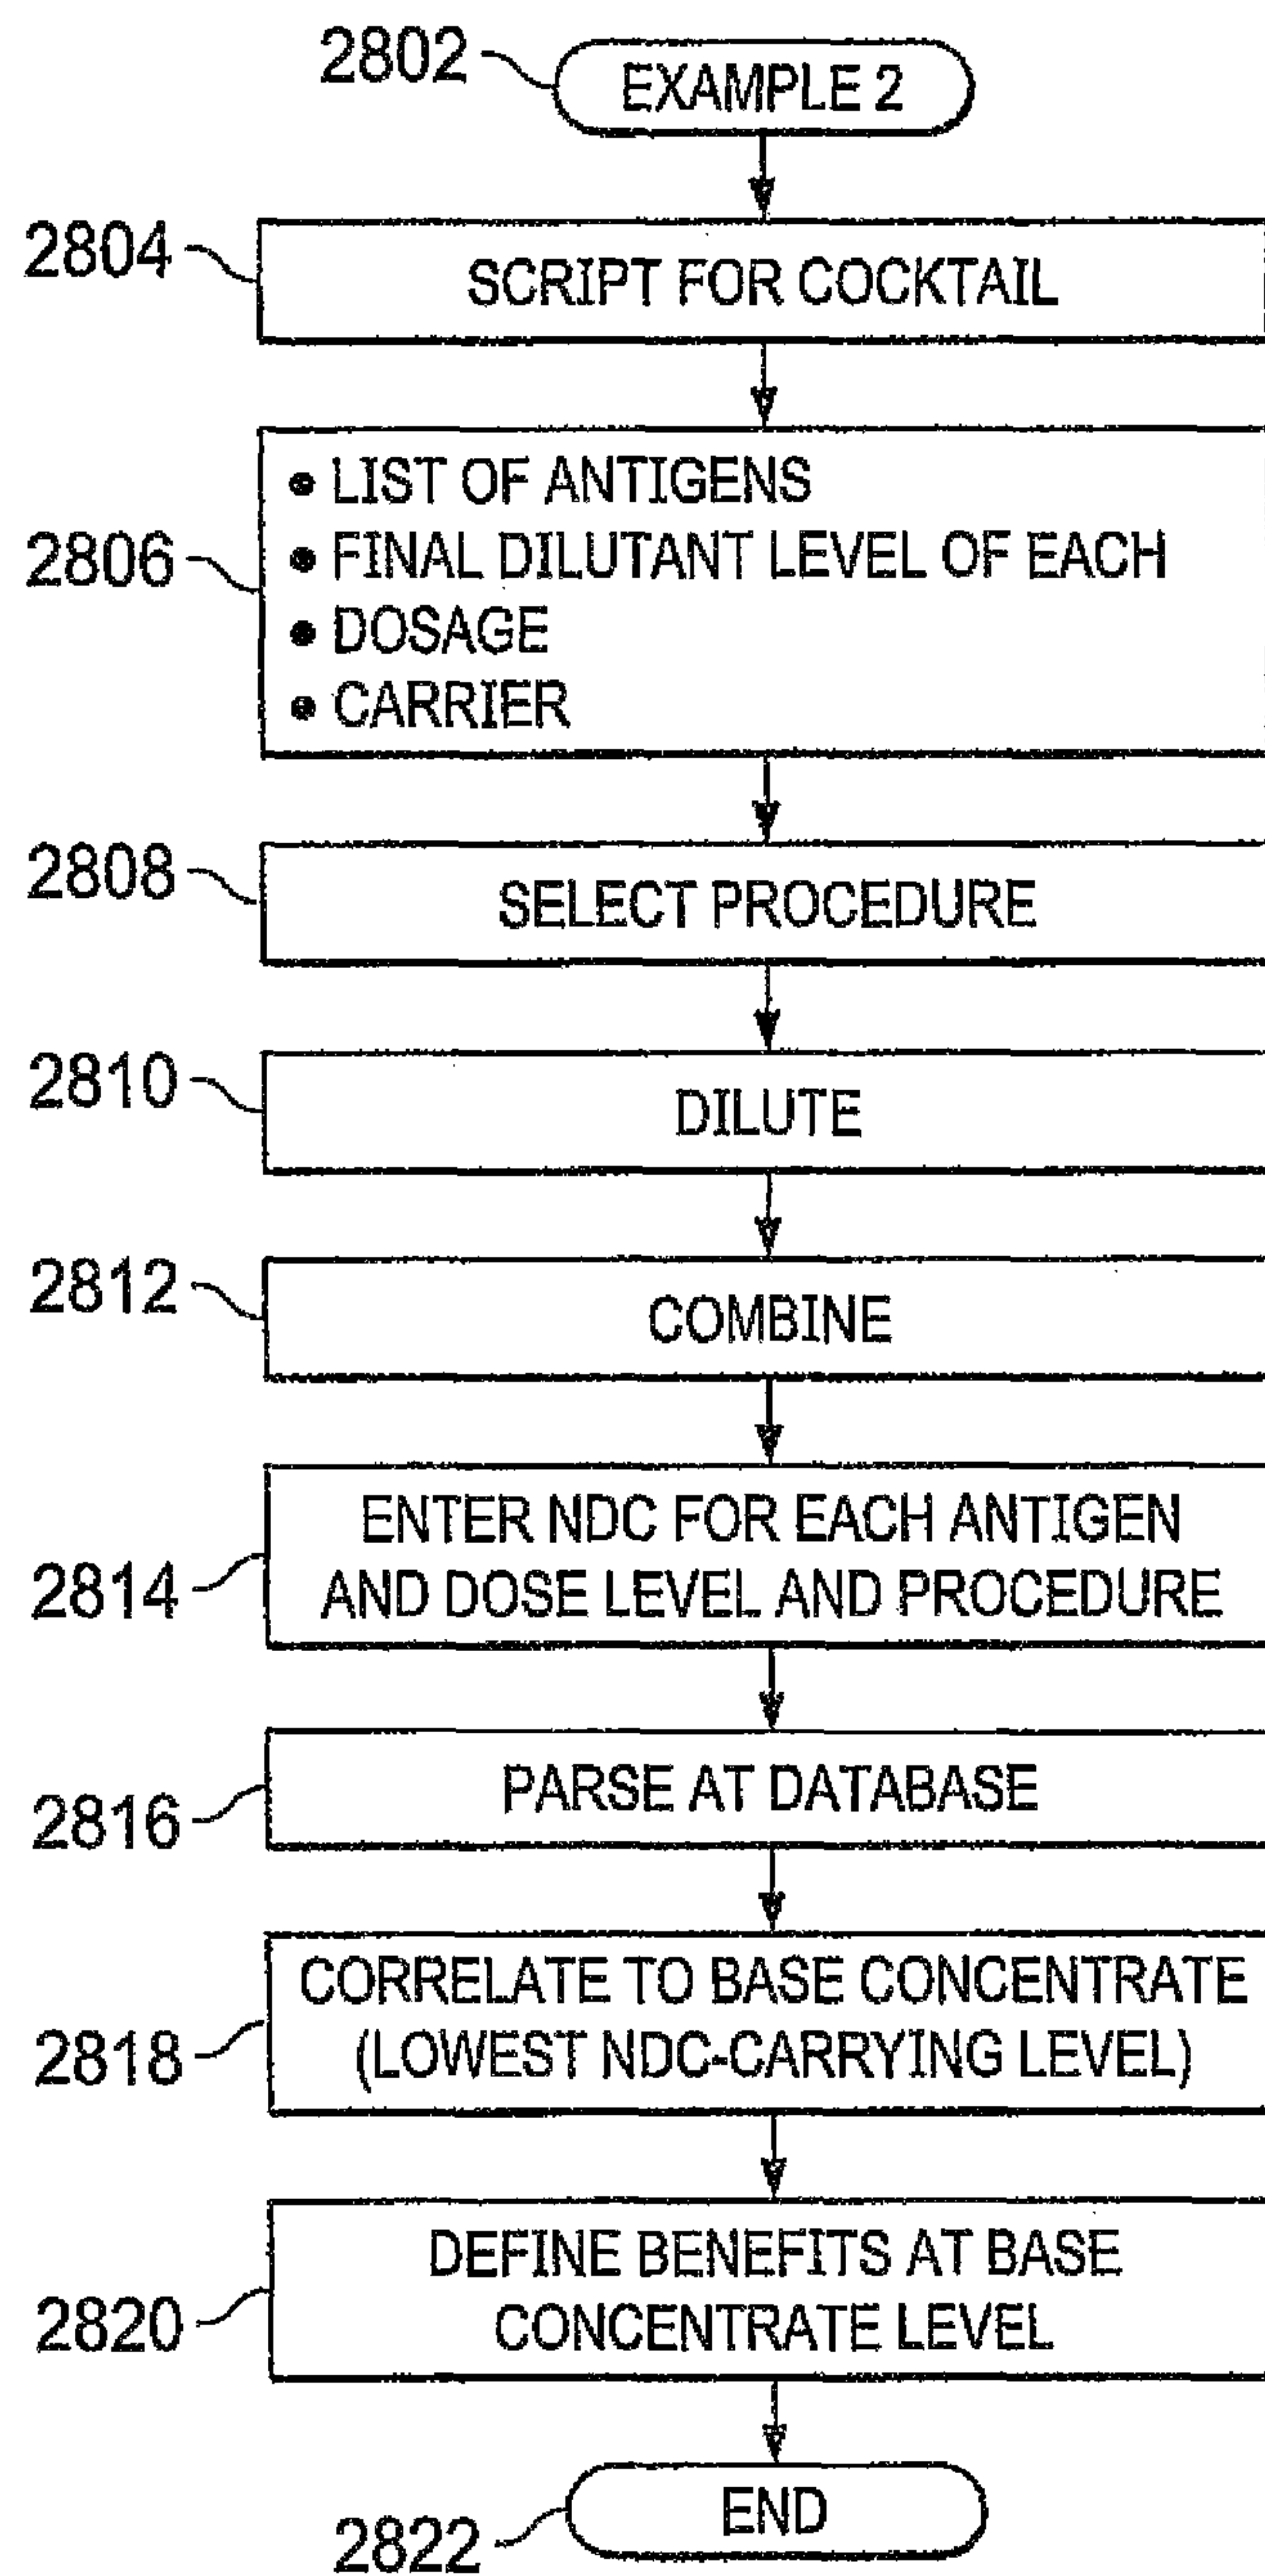 2802
EXAMPLE 2
2804
SCRIPT FOR COCKTAIL
2806
• LIST OF ANTIGENS
• FINAL DILUTANT LEVEL OF EACH
• DOSAGE
• CARRIER
2808
SELECT PROCEDURE
2810
DILUTE
2812
COMBINE
2814
ENTER NDC FOR EACH ANTIGEN
AND DOSE LEVEL AND PROCEDURE
2816
PARSE AT DATABASE
2818
CORRELATE TO BASE CONCENTRATE
(LOWEST NDC-CARRYING LEVEL)
2820
DEFINE BENEFITS AT BASE
CONCENTRATE LEVEL
2822
END